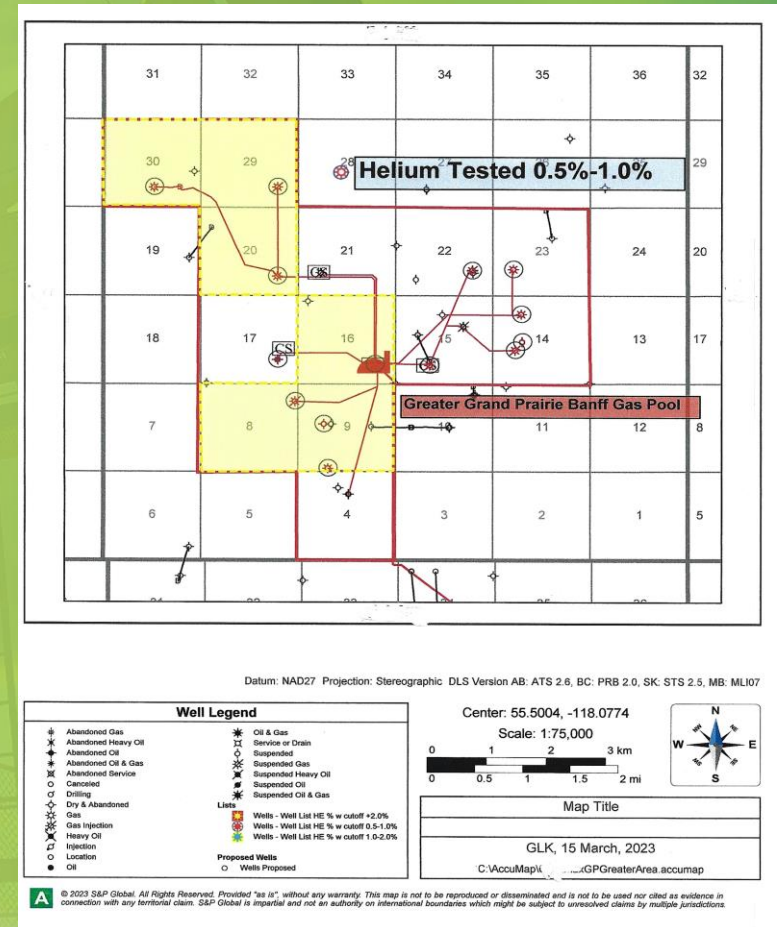 31 32 33 34 35 36 32
30 29 28 29
Helium Tested 0.5%-1.0%
19 20 21 22 23 24 20
CS
18 17 16 15 14 13 17
CS
Greater Grand Prairie Banff Gas Pool
7 8 9 10 11 12 8
6 5 4 3 2 1 5
Datum: NAD27 Projection: Stereographic DLS Version AB: ATS 2.6, BC: PRB 2.0, SK: STS 2.5, MB: MLI07
Well Legend
Abandoned Gas
Abandoned Heavy Oil
Abandoned Oil
Abandoned Oil & Gas
Abandoned Service
Canceled
Drilling
Dry & Abandoned
Gas
Gas Injection
Heavy Oil
Injection
Location
Oil
Oil & Gas
Service or Drain
Suspended
Suspended Gas
Suspended Heavy Oil
Suspended Oil
Suspended Oil & Gas
Lists
Wells - Well List HE % w cutoff +2.0%
Wells - Well List HE % w cutoff 0.5-1.0%
Wells - Well List HE % w cutoff 1.0-2.0%
Proposed Wells
Wells Proposed
Center: 55.5004, -118.0774
Scale: 1:75,000
0 1 2 3 km
0 0.5 1 1.5 2 mi
N
NW NE
W E
SW SE
S
Map Title
GLK, 15 March, 2023
C:\AccuMap\ GPGreaterArea.accumap
A
© 2023 S&P Global. All Rights Reserved. Provided "as is", without any warranty. This map is not to be reproduced or disseminated and is not to be used nor cited as evidence in
connection with any territorial claim. S&P Global is impartial and not an authority on international boundaries which might be subject to unresolved claims by multiple jurisdictions.